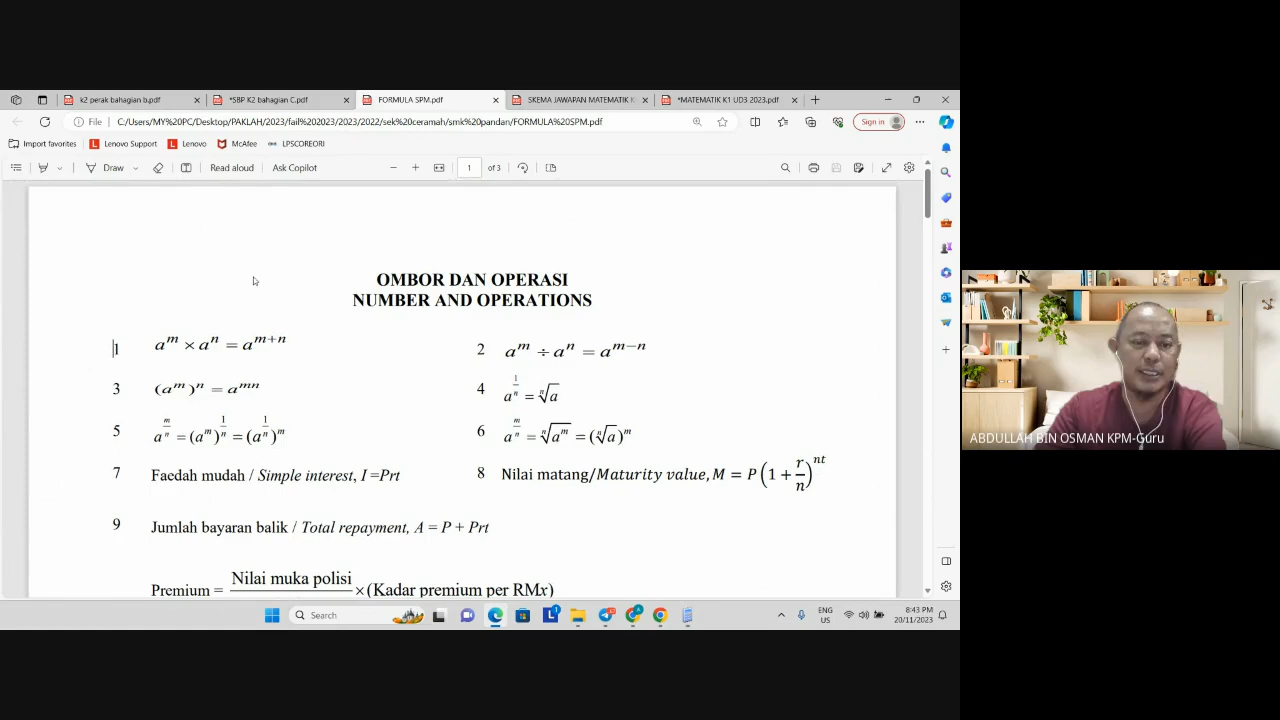 k2 perak bahagian b.pdf
*SBP K2 bahagian C.pdf
FORMULA SPM.pdf
SKEMA JAWAPAN MATEMATIK K
*MATEMATIK K1 UD3 2023.pdf
File
C:/Users/MY%20PC/Desktop/PAKLAH/2023/fail%202023/2023/2022/sek%20ceramah/smk%20pandan/FORMULA%20SPM.pdf
Sign in
Import favorites
Lenovo Support
Lenovo
McAfee
LPSCOREORI
Draw
Read aloud
Ask Copilot
1 of 3
OMBOR DAN OPERASI
NUMBER AND OPERATIONS
1 a^m × a^n = a^{m+n}
2 a^m ÷ a^n = a^{m−n}
3 (a^m)^n = a^{mn}
4 a^{1/n} = ⁿ√a
5 a^{m/n} = (a^m)^{1/n} = (a^{1/n})^m
6 a^{m/n} = ⁿ√a^m = (ⁿ√a)^m
7 Faedah mudah / Simple interest, I =Prt
8 Nilai matang/Maturity value, M = P(1 + r/n)^{nt}
9 Jumlah bayaran balik / Total repayment, A = P + Prt
Nilai muka polisi
Premium = × (Kadar premium per RMx)
ABDULLAH BIN OSMAN KPM-Guru
Search
ENG
US
8:43 PM
20/11/2023